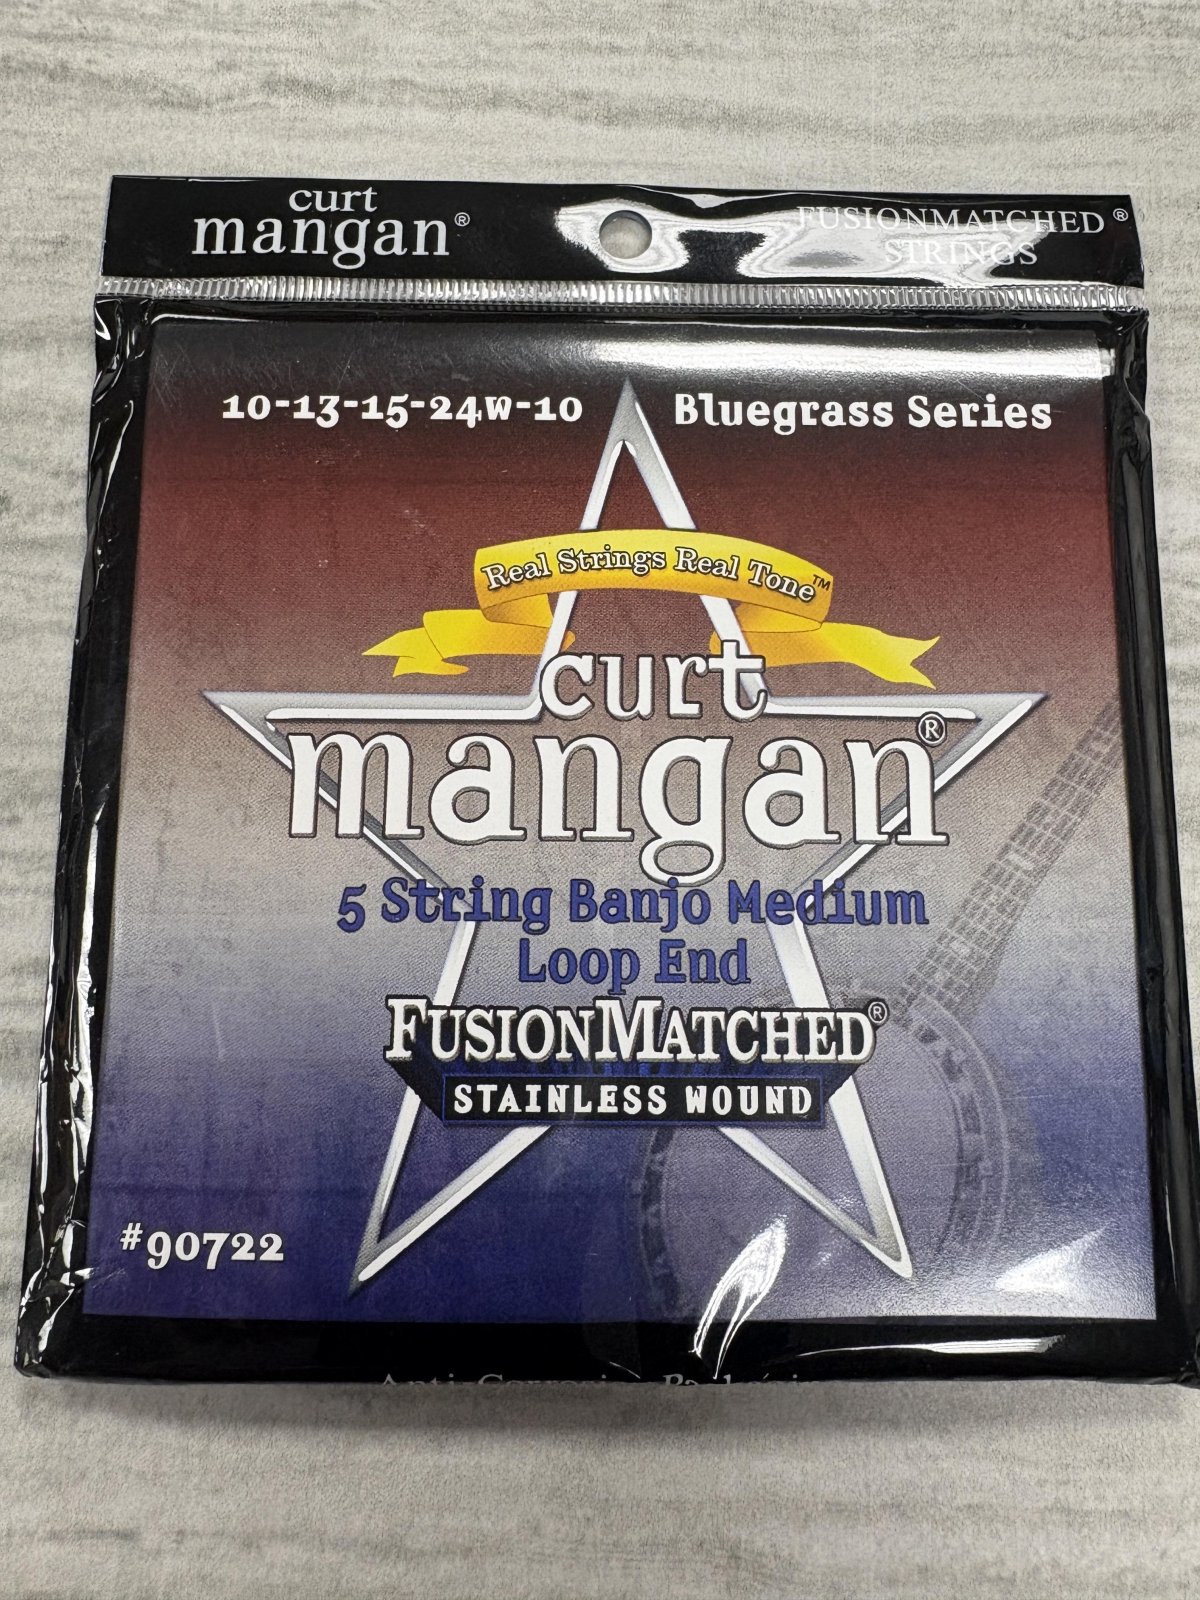 curt
mangan®
FUSIONMATCHED®
STRINGS
10-13-15-24W-10
Bluegrass Series
Real Strings Real Tone™
curt
mangan®
5 String Banjo Medium
Loop End
FUSIONMATCHED®
STAINLESS WOUND
#90722